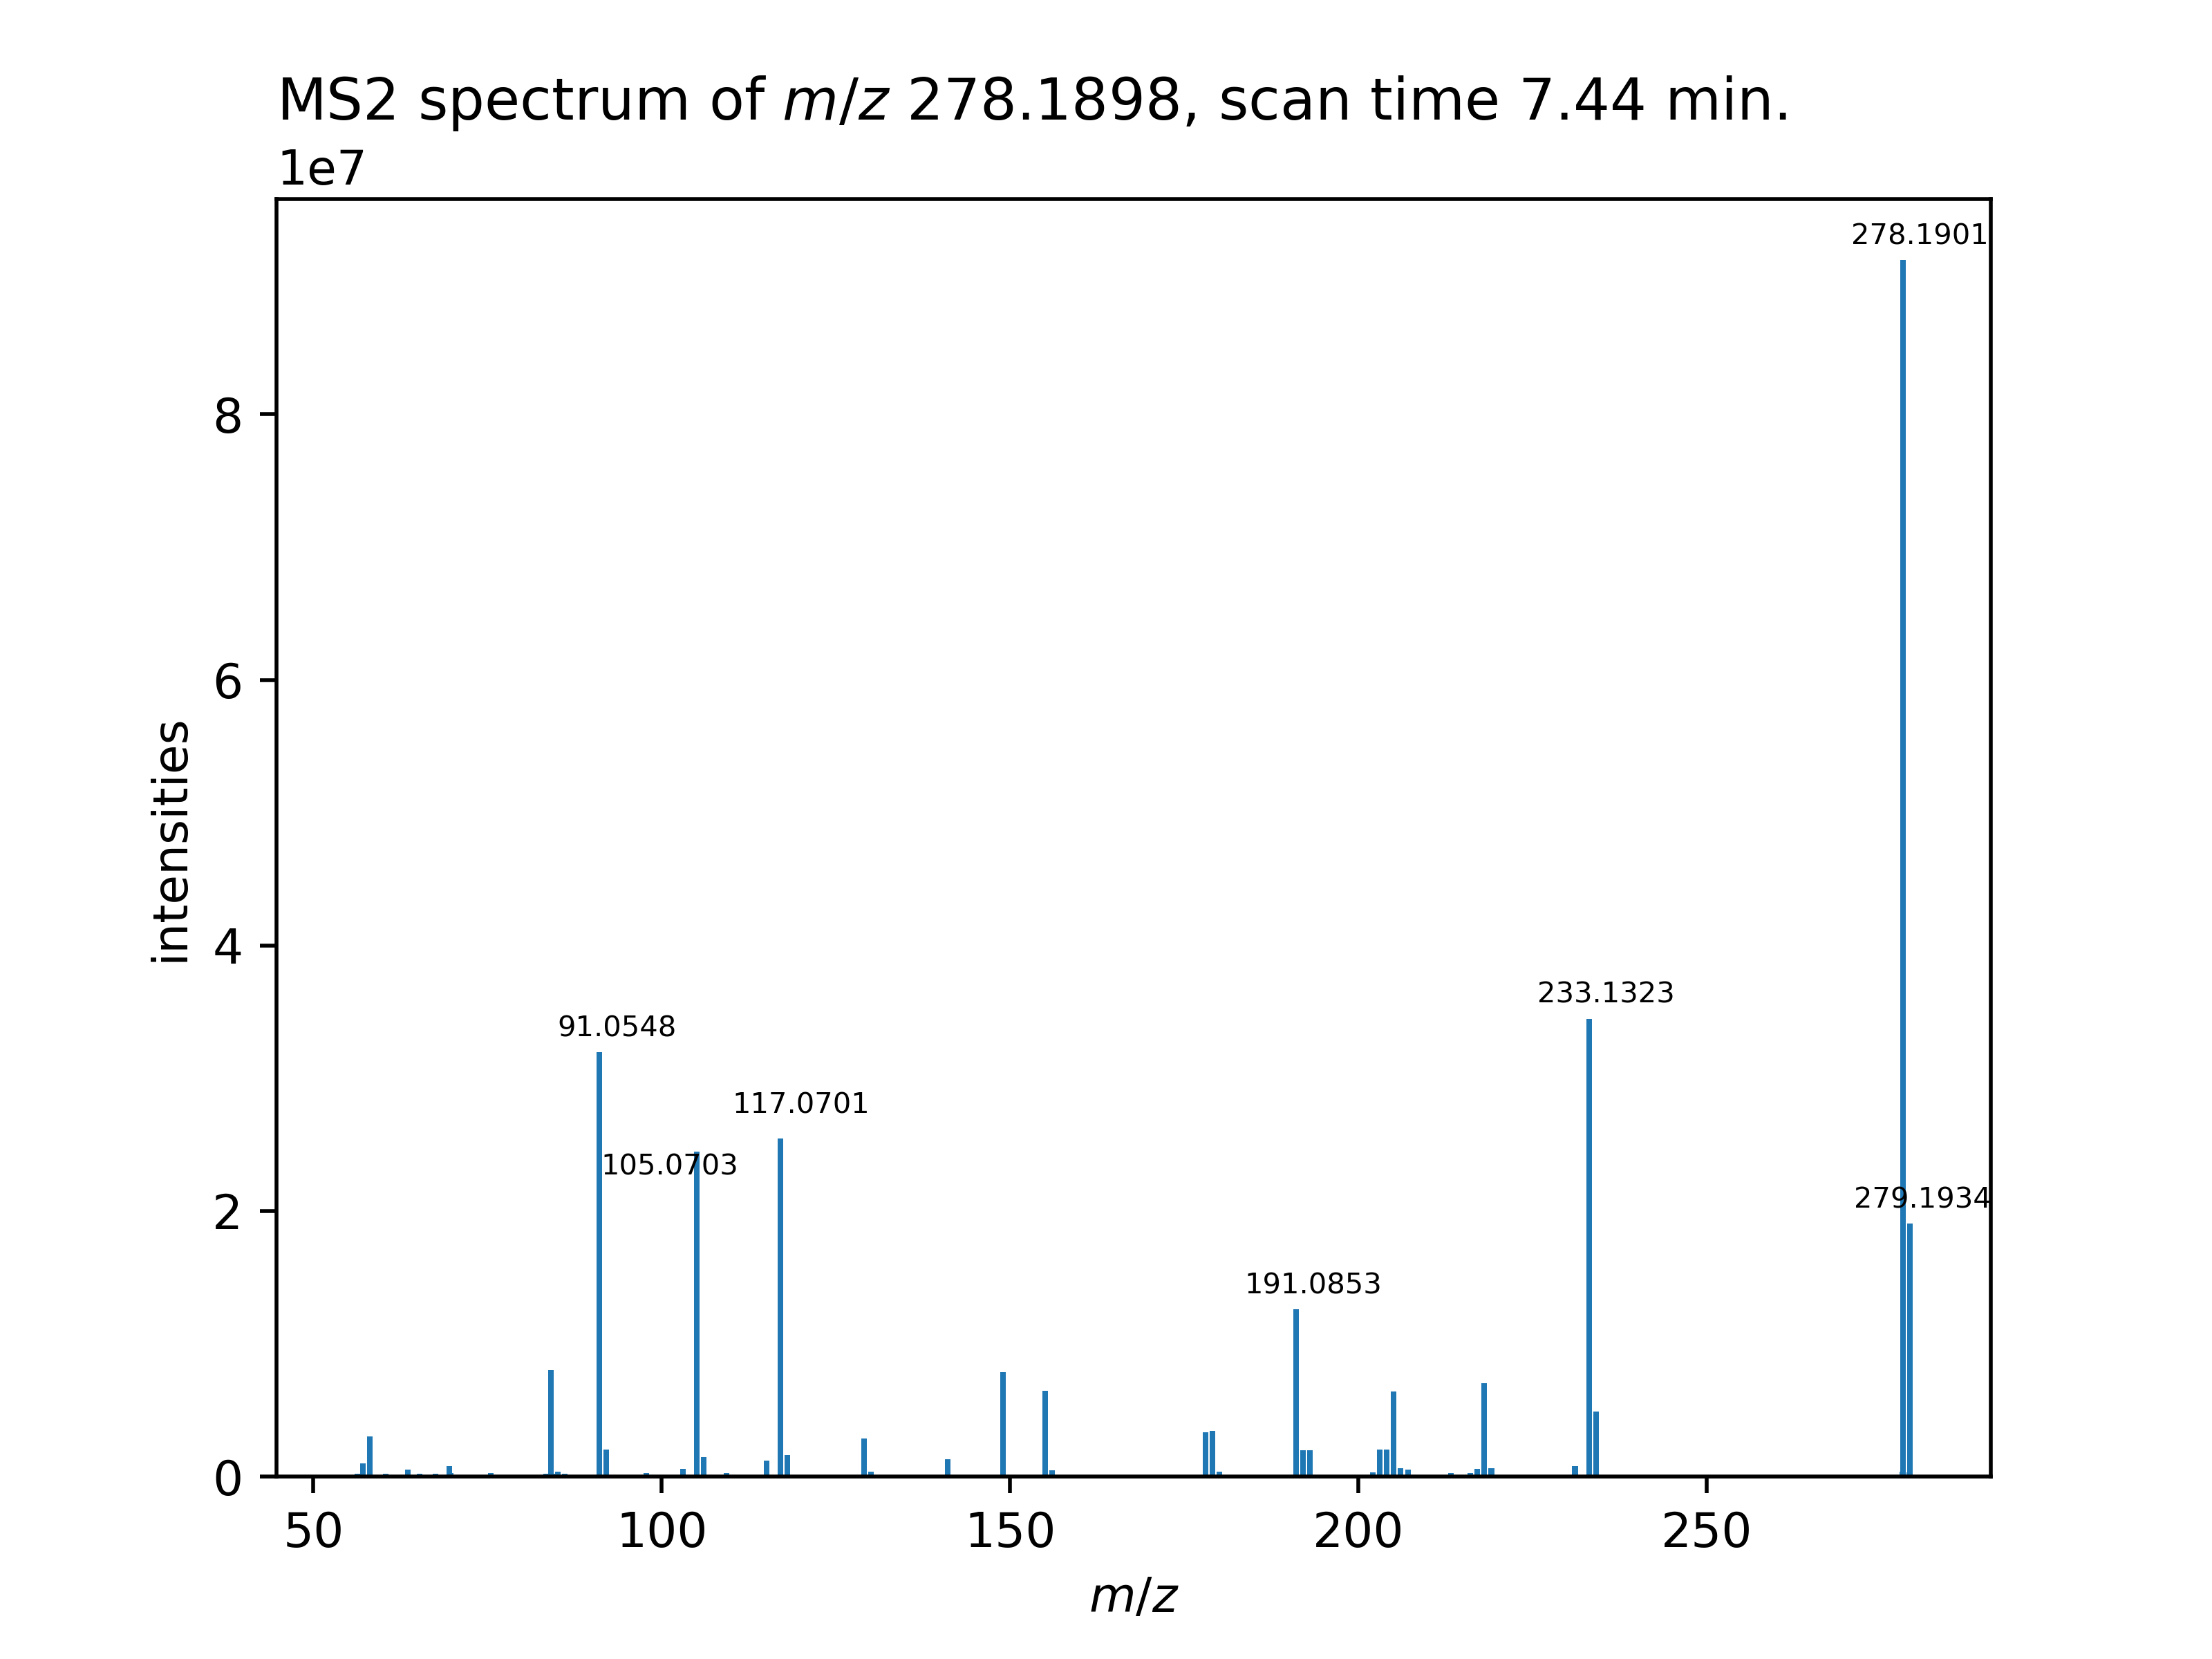 MS2 spectrum of m/z 278.1898, scan time 7.44 min.
1e7
278.1901
8
6
intensities
4
233.1323
91.0548
117.0701
105.0703
279.1934
2
191.0853
0
50 100 150 200 250
m/z